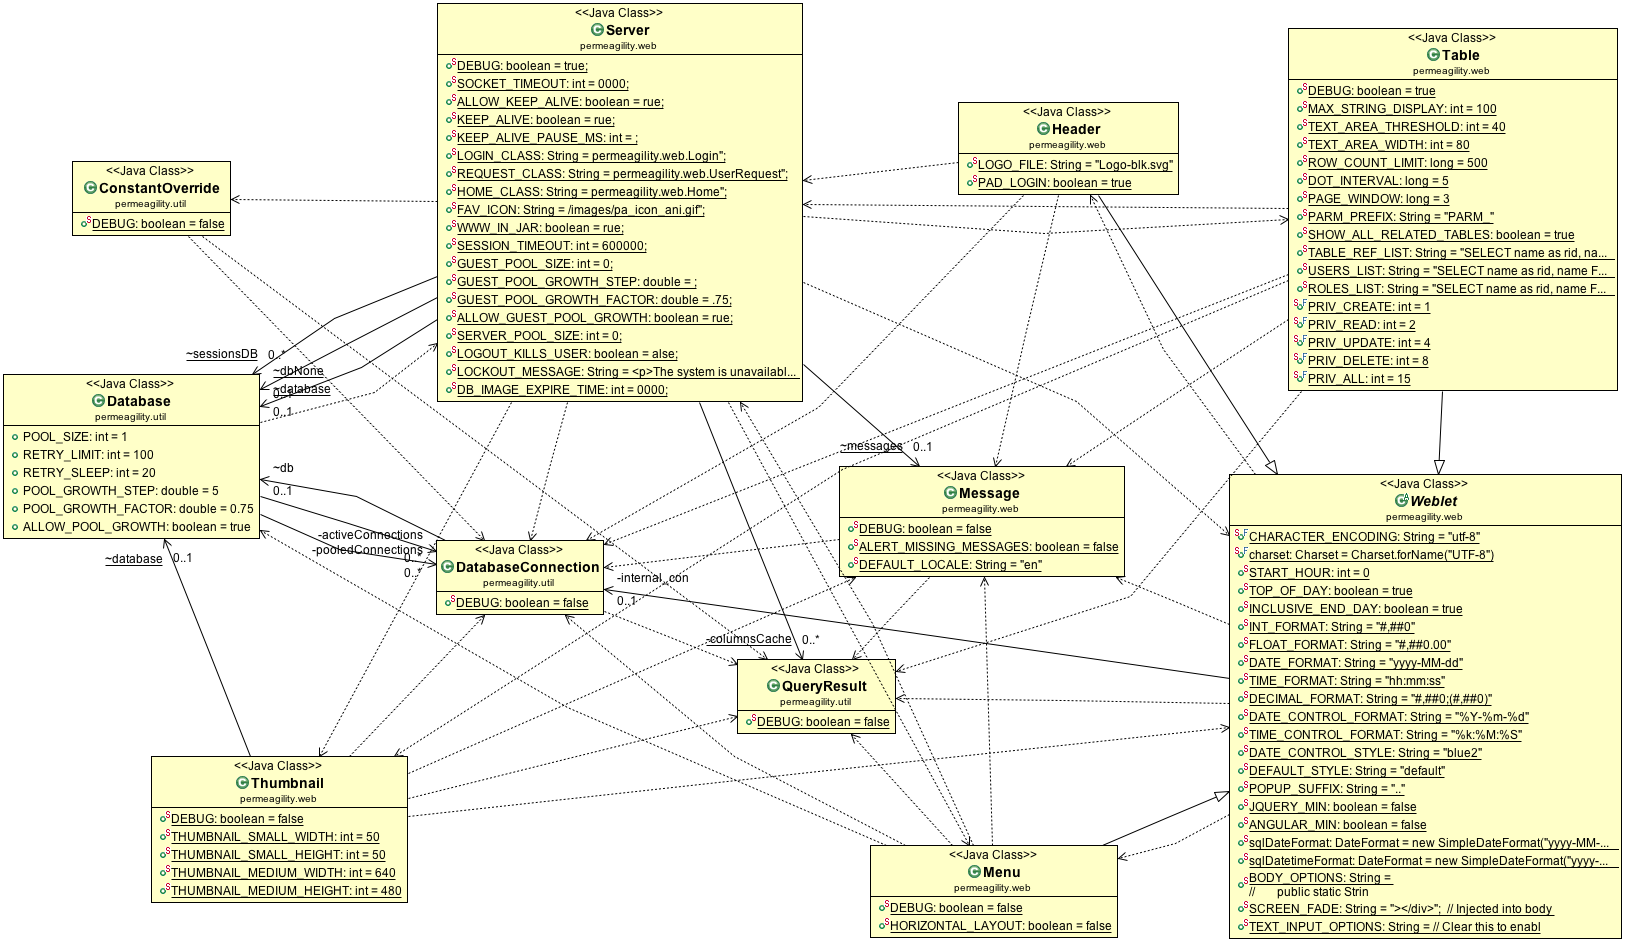 <<Java Class>>
Server
permeagility.web
DEBUG: boolean = true;
SOCKET_TIMEOUT: int = 0000;
ALLOW_KEEP_ALIVE: boolean = rue;
KEEP_ALIVE: boolean = rue;
KEEP_ALIVE_PAUSE_MS: int = ;
LOGIN_CLASS: String = permeagility.web.Login";
REQUEST_CLASS: String = permeagility.web.UserRequest";
HOME_CLASS: String = permeagility.web.Home";
FAV_ICON: String = /images/pa_icon_ani.gif";
WWW_IN_JAR: boolean = rue;
SESSION_TIMEOUT: int = 600000;
GUEST_POOL_SIZE: int = 0;
GUEST_POOL_GROWTH_STEP: double = ;
GUEST_POOL_GROWTH_FACTOR: double = .75;
ALLOW_GUEST_POOL_GROWTH: boolean = rue;
SERVER_POOL_SIZE: int = 0;
LOGOUT_KILLS_USER: boolean = alse;
LOCKOUT_MESSAGE: String = <p>The system is unavailabl...
DB_IMAGE_EXPIRE_TIME: int = 0000;
<<Java Class>>
Table
permeagility.web
DEBUG: boolean = true
MAX_STRING_DISPLAY: int = 100
TEXT_AREA_THRESHOLD: int = 40
TEXT_AREA_WIDTH: int = 80
ROW_COUNT_LIMIT: long = 500
DOT_INTERVAL: long = 5
PAGE_WINDOW: long = 3
PARM_PREFIX: String = "PARM_"
SHOW_ALL_RELATED_TABLES: boolean = true
TABLE_REF_LIST: String = "SELECT name as rid, na...
USERS_LIST: String = "SELECT name as rid, name F...
ROLES_LIST: String = "SELECT name as rid, name F...
PRIV_CREATE: int = 1
PRIV_READ: int = 2
PRIV_UPDATE: int = 4
PRIV_DELETE: int = 8
PRIV_ALL: int = 15
<<Java Class>>
Header
permeagility.web
LOGO_FILE: String = "Logo-blk.svg"
PAD_LOGIN: boolean = true
<<Java Class>>
ConstantOverride
permeagility.util
DEBUG: boolean = false
~sessionsDB 0..*
~dbNone
0..1
~database
0..1
<<Java Class>>
Database
permeagility.util
POOL_SIZE: int = 1
RETRY_LIMIT: int = 100
RETRY_SLEEP: int = 20
POOL_GROWTH_STEP: double = 5
POOL_GROWTH_FACTOR: double = 0.75
ALLOW_POOL_GROWTH: boolean = true
~db
0..1
~messages 0..1
<<Java Class>>
Message
permeagility.web
DEBUG: boolean = false
ALERT_MISSING_MESSAGES: boolean = false
DEFAULT_LOCALE: String = "en"
<<Java Class>>
Weblet
permeagility.web
CHARACTER_ENCODING: String = "utf-8"
charset: Charset = Charset.forName("UTF-8")
START_HOUR: int = 0
TOP_OF_DAY: boolean = true
INCLUSIVE_END_DAY: boolean = true
INT_FORMAT: String = "#,##0"
FLOAT_FORMAT: String = "#,##0.00"
DATE_FORMAT: String = "yyyy-MM-dd"
TIME_FORMAT: String = "hh:mm:ss"
DECIMAL_FORMAT: String = "#,##0;(#,##0)"
DATE_CONTROL_FORMAT: String = "%Y-%m-%d"
TIME_CONTROL_FORMAT: String = "%k:%M:%S"
DATE_CONTROL_STYLE: String = "blue2"
DEFAULT_STYLE: String = "default"
POPUP_SUFFIX: String = ".."
JQUERY_MIN: boolean = false
ANGULAR_MIN: boolean = false
sqlDateFormat: DateFormat = new SimpleDateFormat("yyyy-MM-...
sqlDatetimeFormat: DateFormat = new SimpleDateFormat("yyyy-...
BODY_OPTIONS: String =
// public static Strin
SCREEN_FADE: String = "></div>"; // Injected into body
TEXT_INPUT_OPTIONS: String = // Clear this to enabl
-activeConnections
-pooledConnections
0..*
0..*
<<Java Class>>
DatabaseConnection
permeagility.util
DEBUG: boolean = false
-internal_con
0..1
~database 0..1
~columnsCache 0..*
<<Java Class>>
QueryResult
permeagility.util
DEBUG: boolean = false
<<Java Class>>
Thumbnail
permeagility.web
DEBUG: boolean = false
THUMBNAIL_SMALL_WIDTH: int = 50
THUMBNAIL_SMALL_HEIGHT: int = 50
THUMBNAIL_MEDIUM_WIDTH: int = 640
THUMBNAIL_MEDIUM_HEIGHT: int = 480
<<Java Class>>
Menu
permeagility.web
DEBUG: boolean = false
HORIZONTAL_LAYOUT: boolean = false